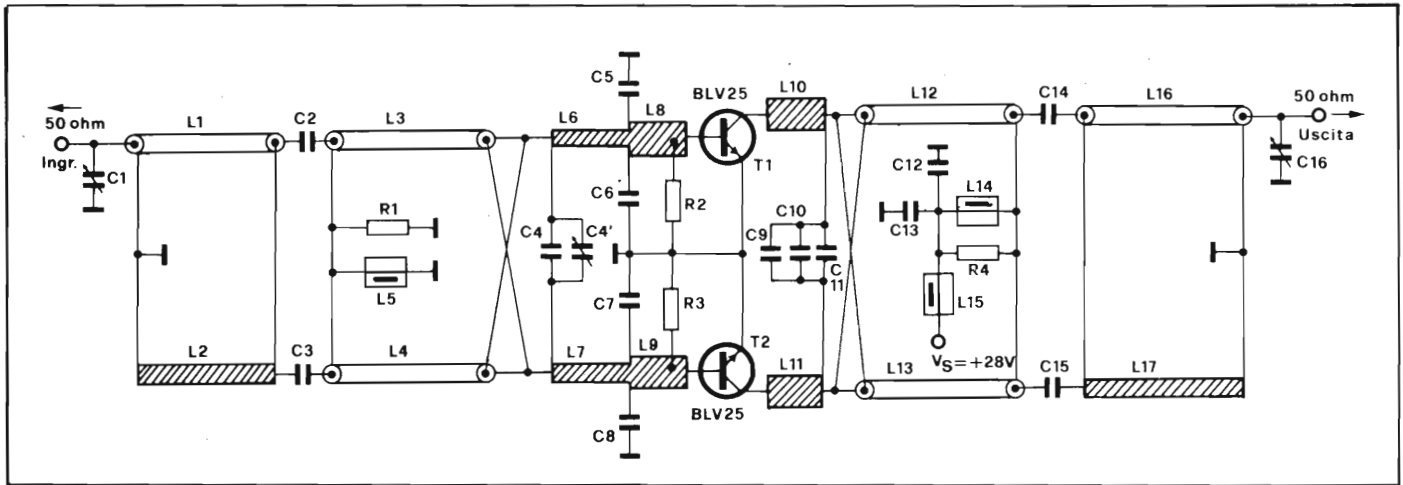 50 ohm
Ingr.
C1
L1
C2
L3
R1
L5
L2
C3
L4
C5
L6
L8
C6
C4
C4'
R2
C7
R3
L7
L9
C8
BLV25
T1
T2
BLV25
L10
C10
C9
C
11
L11
L12
C12
L14
C13
R4
L15
VS=+28V
L13
C14
L16
C15
L17
50 ohm
Uscita
C16